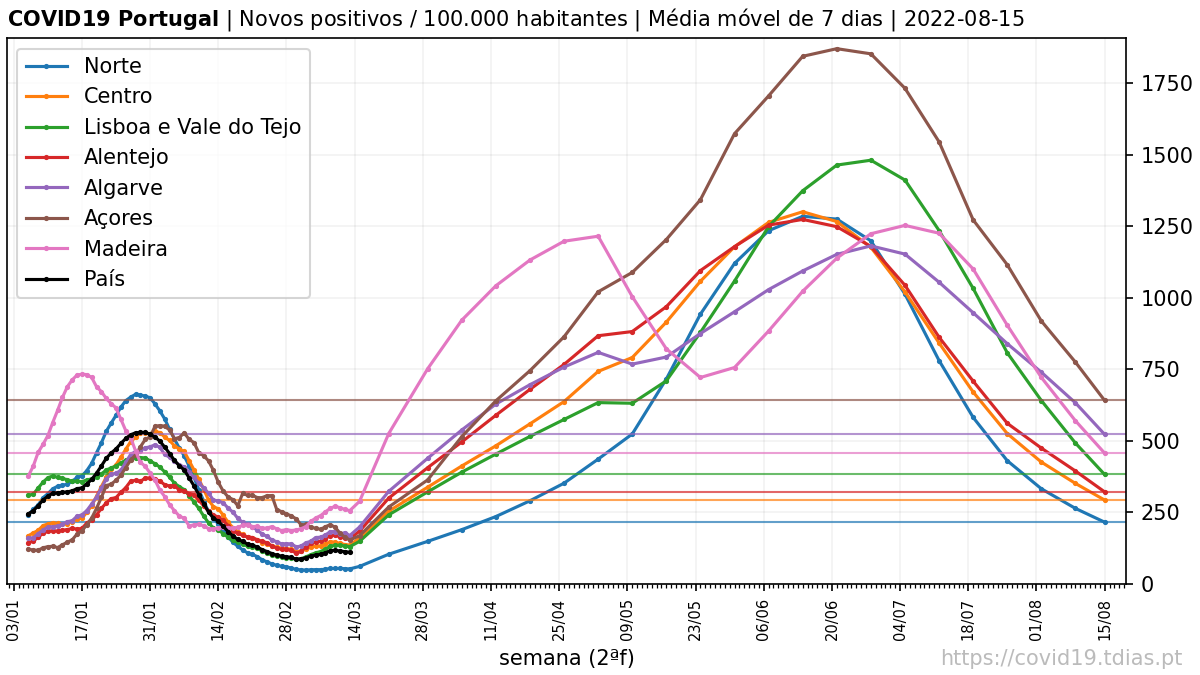 COVID19 Portugal | Novos positivos / 100.000 habitantes | Média móvel de 7 dias | 2022-08-15
Norte
Centro
Lisboa e Vale do Tejo
Alentejo
Algarve
Açores
Madeira
País
1750
1500
1250
1000
750
500
250
0
03/01 17/01 31/01 14/02 28/02 14/03 28/03 11/04 25/04 09/05 23/05 06/06 20/06 04/07 18/07 01/08 15/08
semana (2ªf)
https://covid19.tdias.pt